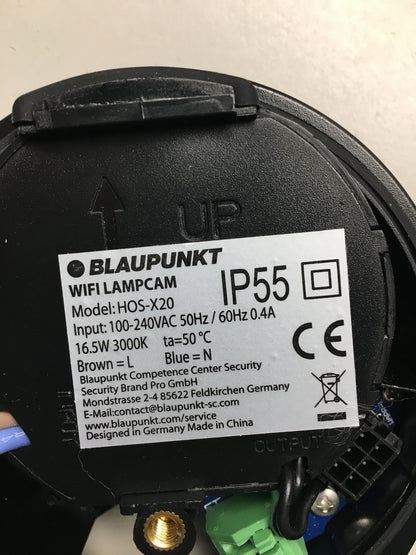 UP
BLAUPUNKT
WIFI LAMPCAM
IP55
Model: HOS-X20
Input: 100-240VAC 50Hz / 60Hz 0.4A
16.5W 3000K ta=50°C
Brown = L Blue = N
CE
Blaupunkt Competence Center Security
Security Brand Pro GmbH
Mondstrasse 2-4 85622 Feldkirchen Germany
E-Mail:contact@blaupunkt-sc.com
www.blaupunkt.com/service
Designed in Germany Made in China
OUTPUT